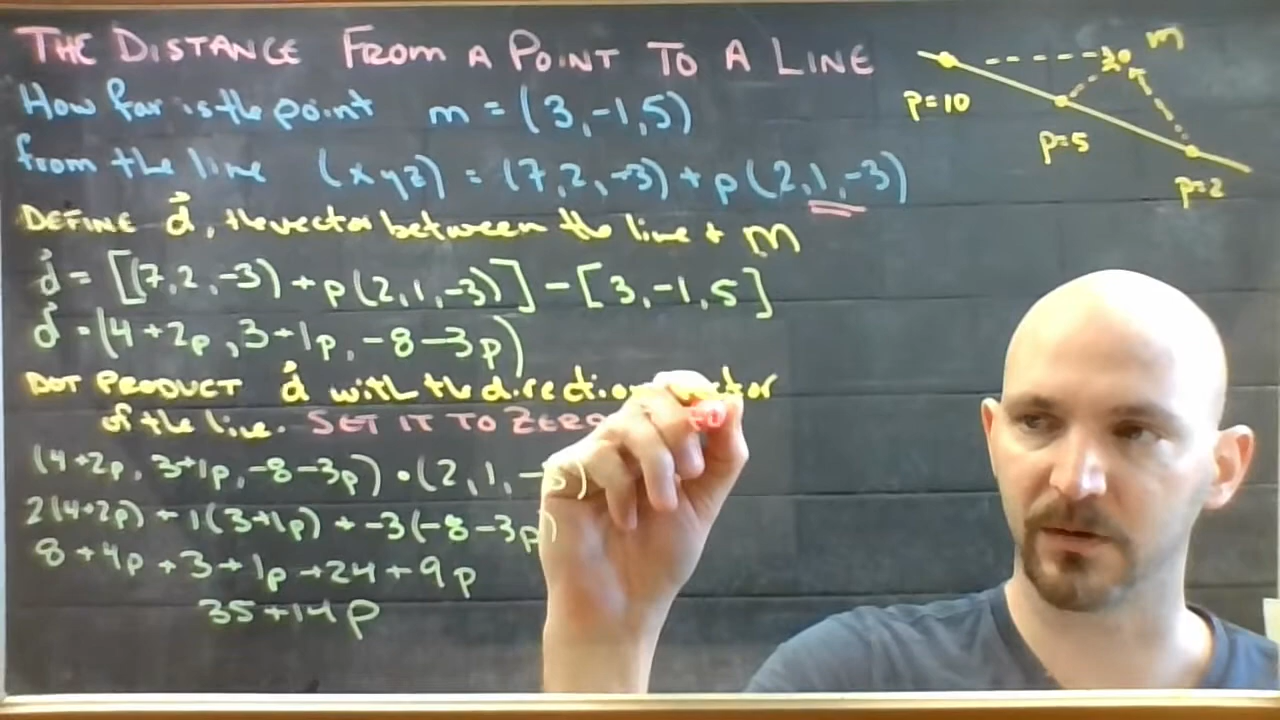 THE DISTANCE FROM A POINT TO A LINE
How far is the point m = (3,-1,5)
from the line (xyz) = (7,2,-3) + p(2,1,-3)
DEFINE d⃗, the vector between the line + m
d⃗ = [(7,2,-3)+p(2,1,-3)] - [3,-1,5]
d⃗ = (4+2p, 3+1p, -8-3p)
DOT PRODUCT d⃗ with the direction vector
of the line. SET IT TO ZERO
(4+2p, 3+1p, -8-3p) • (2,1,-3)
2(4+2p) + 1(3+1p) + -3(-8-3p)
8+4p+3+1p+24+9p
35+14p
m
p=10
p=5
p=2